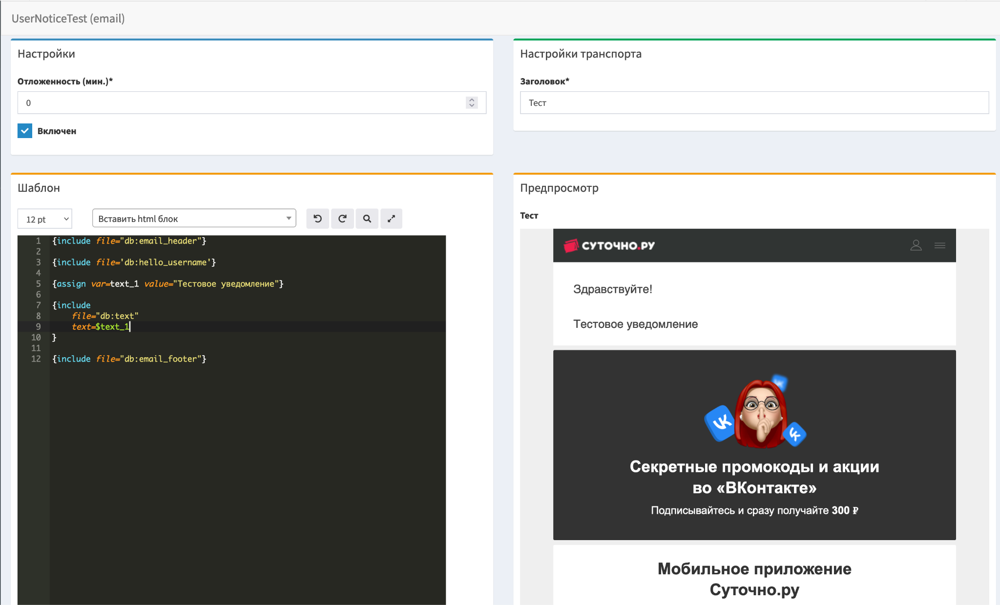 UserNoticeTest (email)
Настройки
Отложенность (мин.)*
0
Включен
Настройки транспорта
Заголовок*
Тест
Шаблон
12 pt
Вставить html блок
1 {include file="db:email_header"}
2
3 {include file='db:hello_username'}
4
5 {assign var=text_1 value="Тестовое уведомление"}
6
7 {include
8 file="db:text"
9 text=$text_1
10 }
11
12 {include file="db:email_footer"}
Предпросмотр
Тест
СУТОЧНО.РУ
Здравствуйте!
Тестовое уведомление
Секретные промокоды и акции
во «ВКонтакте»
Подписывайтесь и сразу получайте 300 ₽
Мобильное приложение
Суточно.ру